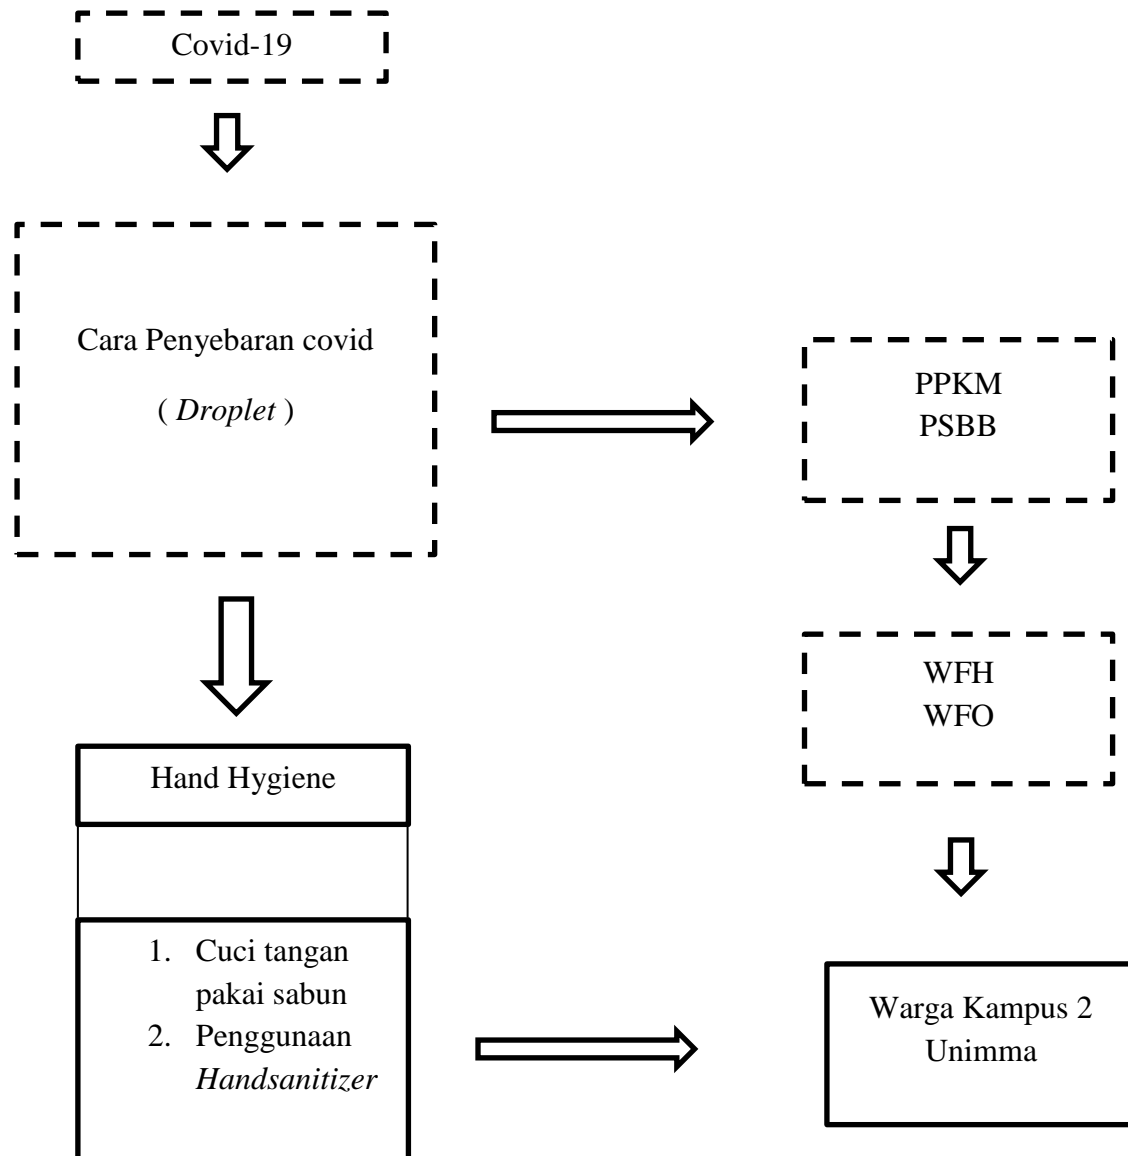 Covid-19
Cara Penyebaran covid
( Droplet )
PPKM
PSBB
WFH
WFO
Hand Hygiene
1. Cuci tangan
pakai sabun
2. Penggunaan
Handsanitizer
Warga Kampus 2
Unimma